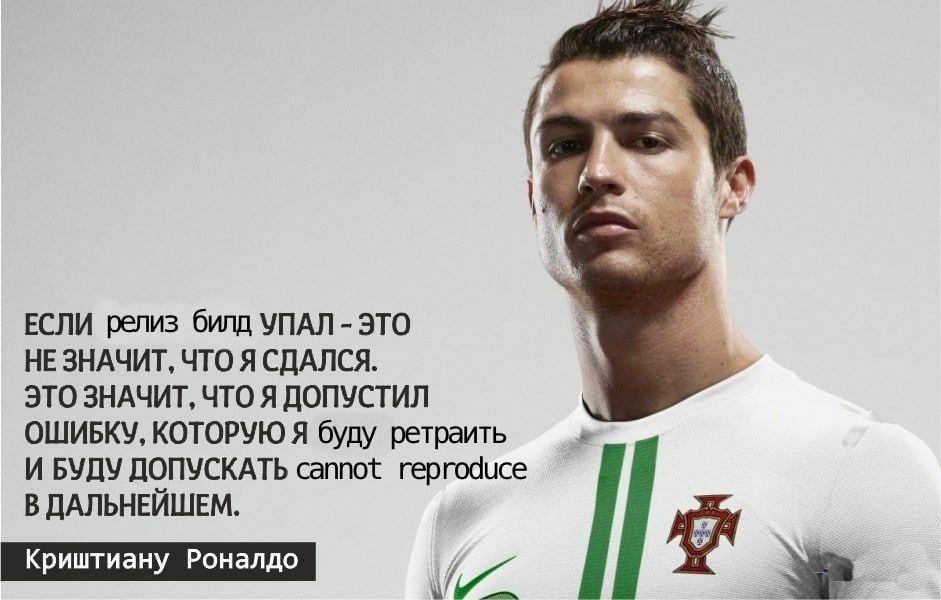 ЕСЛИ релиз билд УПАЛ - ЭТО
НЕ ЗНАЧИТ, ЧТО Я СДАЛСЯ.
ЭТО ЗНАЧИТ, ЧТО Я ДОПУСТИЛ
ОШИБКУ, КОТОРУЮ Я буду ретраить
И БУДУ ДОПУСКАТЬ cannot reproduce
В ДАЛЬНЕЙШЕМ.
Криштиану Роналдо